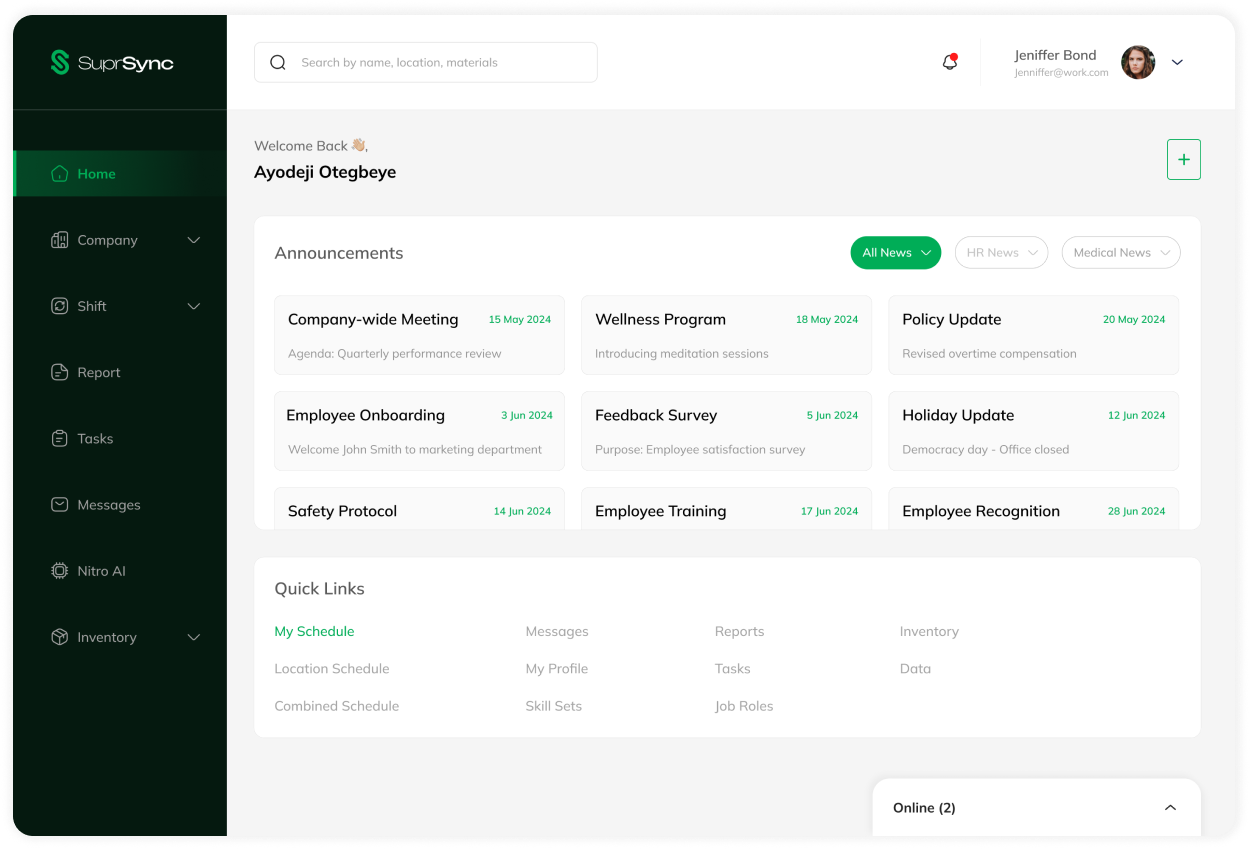 SuprSync
Search by name, location, materials
Jeniffer Bond
Jenniffer@work.com
Home
Company
Shift
Report
Tasks
Messages
Nitro AI
Inventory
Welcome Back 👋🏼,
Ayodeji Otegbeye
+
Announcements
All News
HR News
Medical News
Company-wide Meeting 15 May 2024
Agenda: Quarterly performance review
Wellness Program 18 May 2024
Introducing meditation sessions
Policy Update 20 May 2024
Revised overtime compensation
Employee Onboarding 3 Jun 2024
Welcome John Smith to marketing department
Feedback Survey 5 Jun 2024
Purpose: Employee satisfaction survey
Holiday Update 12 Jun 2024
Democracy day - Office closed
Safety Protocol 14 Jun 2024
Employee Training 17 Jun 2024
Employee Recognition 28 Jun 2024
Quick Links
My Schedule
Location Schedule
Combined Schedule
Messages
My Profile
Skill Sets
Reports
Tasks
Job Roles
Inventory
Data
Online (2)